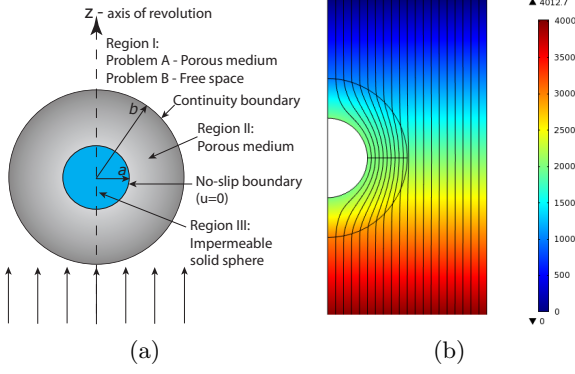 z - axis of revolution
Region I:
Problem A - Porous medium
Problem B - Free space
b
Continuity boundary
Region II:
Porous medium
a
No-slip boundary
(u=0)
Region III:
Impermeable
solid sphere
(a)
▲ 4012.7
4000
3500
3000
2500
2000
1500
1000
500
0
▼ 0
(b)